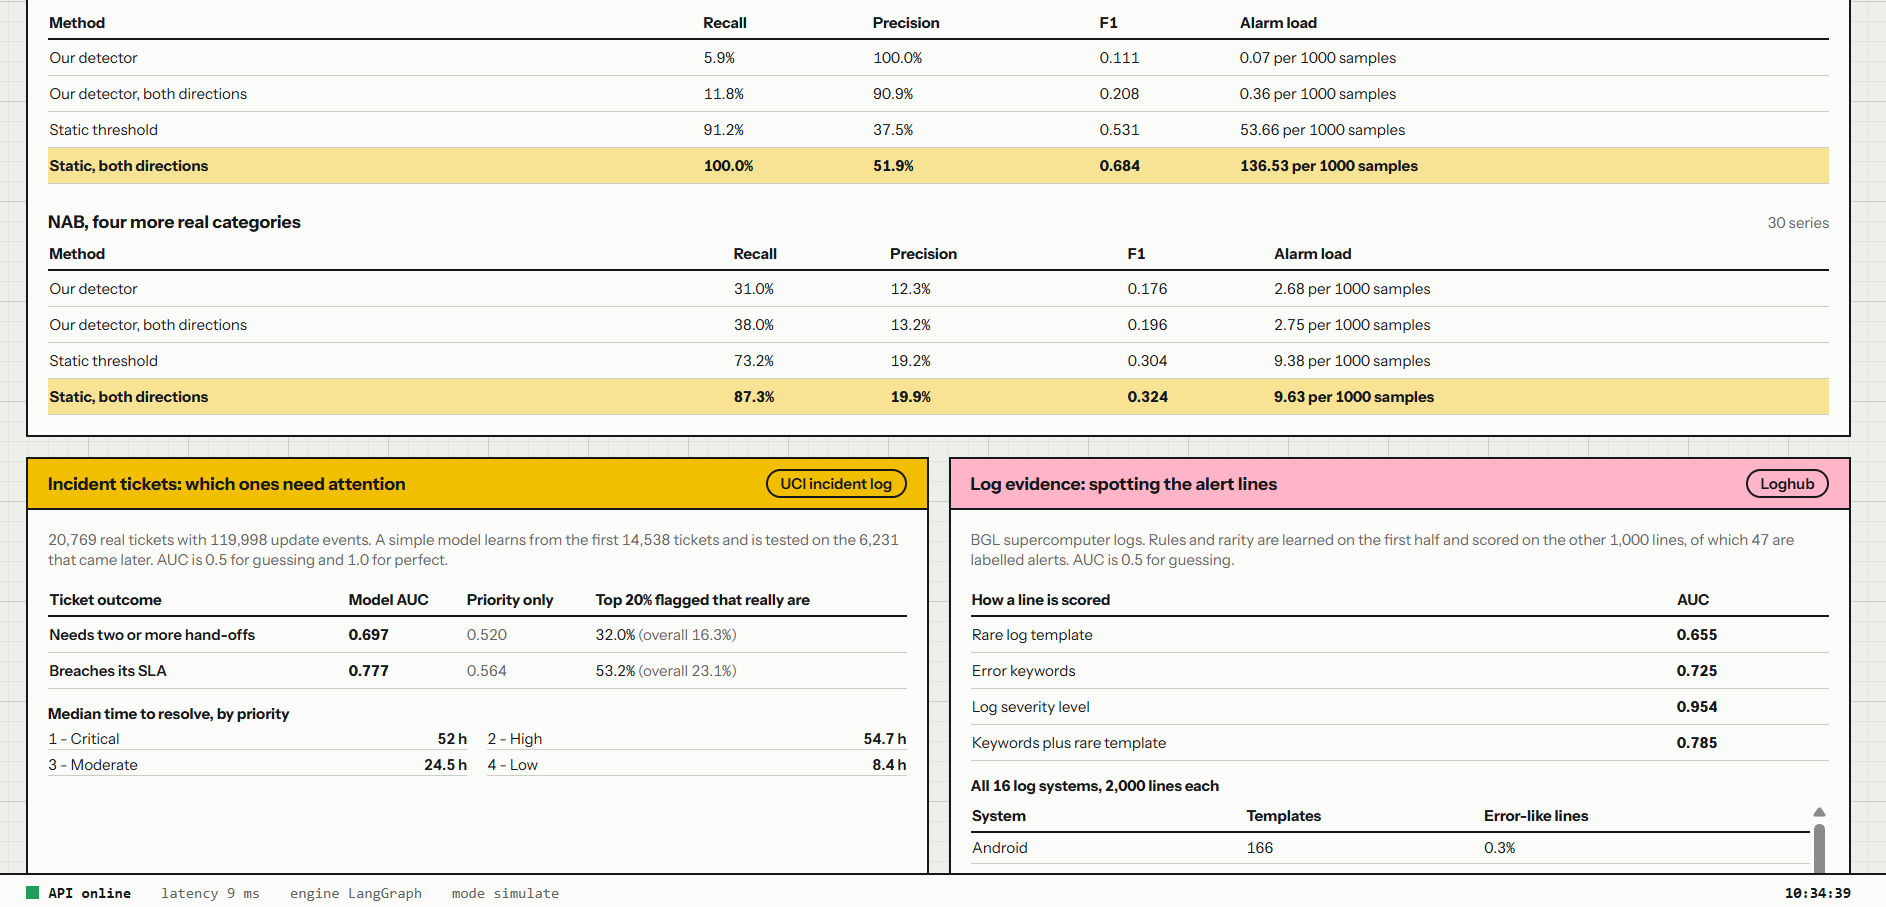 Method Recall Precision F1 Alarm load
Our detector 5.9% 100.0% 0.111 0.07 per 1000 samples
Our detector, both directions 11.8% 90.9% 0.208 0.36 per 1000 samples
Static threshold 91.2% 37.5% 0.531 53.66 per 1000 samples
Static, both directions 100.0% 51.9% 0.684 136.53 per 1000 samples
NAB, four more real categories 30 series
Method Recall Precision F1 Alarm load
Our detector 31.0% 12.3% 0.176 2.68 per 1000 samples
Our detector, both directions 38.0% 13.2% 0.196 2.75 per 1000 samples
Static threshold 73.2% 19.2% 0.304 9.38 per 1000 samples
Static, both directions 87.3% 19.9% 0.324 9.63 per 1000 samples
Incident tickets: which ones need attention UCI incident log
20,769 real tickets with 119,998 update events. A simple model learns from the first 14,538 tickets and is tested on the 6,231
that came later. AUC is 0.5 for guessing and 1.0 for perfect.
Ticket outcome Model AUC Priority only Top 20% flagged that really are
Needs two or more hand-offs 0.697 0.520 32.0% (overall 16.3%)
Breaches its SLA 0.777 0.564 53.2% (overall 23.1%)
Median time to resolve, by priority
1 - Critical 52 h 2 - High 54.7 h
3 - Moderate 24.5 h 4 - Low 8.4 h
Log evidence: spotting the alert lines Loghub
BGL supercomputer logs. Rules and rarity are learned on the first half and scored on the other 1,000 lines, of which 47 are
labelled alerts. AUC is 0.5 for guessing.
How a line is scored AUC
Rare log template 0.655
Error keywords 0.725
Log severity level 0.954
Keywords plus rare template 0.785
All 16 log systems, 2,000 lines each
System Templates Error-like lines
Android 166 0.3%
API online latency 9 ms engine LangGraph mode simulate 10:34:39